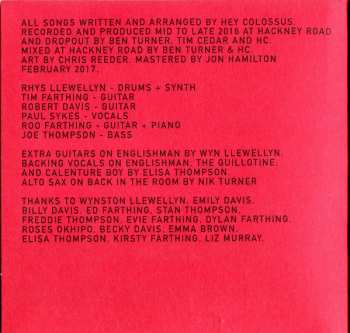 ALL SONGS WRITTEN AND ARRANGED BY HEY COLOSSUS.
RECORDED AND PRODUCED MID TO LATE 2016 AT HACKNEY ROAD
AND DROPOUT BY BEN TURNER, TIM CEDAR AND HC.
MIXED AT HACKNEY ROAD BY BEN TURNER & HC.
ART BY CHRIS REEDER. MASTERED BY JON HAMILTON
FEBRUARY 2017.
RHYS LLEWELLYN - DRUMS + SYNTH
TIM FARTHING - GUITAR
ROBERT DAVIS - GUITAR
PAUL SYKES - VOCALS
ROO FARTHING - GUITAR + PIANO
JOE THOMPSON - BASS
EXTRA GUITARS ON ENGLISHMAN BY WYN LLEWELLYN.
BACKING VOCALS ON ENGLISHMAN, THE GUILLOTINE,
AND CALENTURE BOY BY ELISA THOMPSON.
ALTO SAX ON BACK IN THE ROOM BY NIK TURNER
THANKS TO WYNSTON LLEWELLYN, EMILY DAVIS,
BILLY DAVIS, ED FARTHING, STAN THOMPSON,
FREDDIE THOMPSON, EVIE FARTHING, DYLAN FARTHING,
ROSES OKHIPO, BECKY DAVIS, EMMA BROWN,
ELISA THOMPSON, KIRSTY FARTHING, LIZ MURRAY.